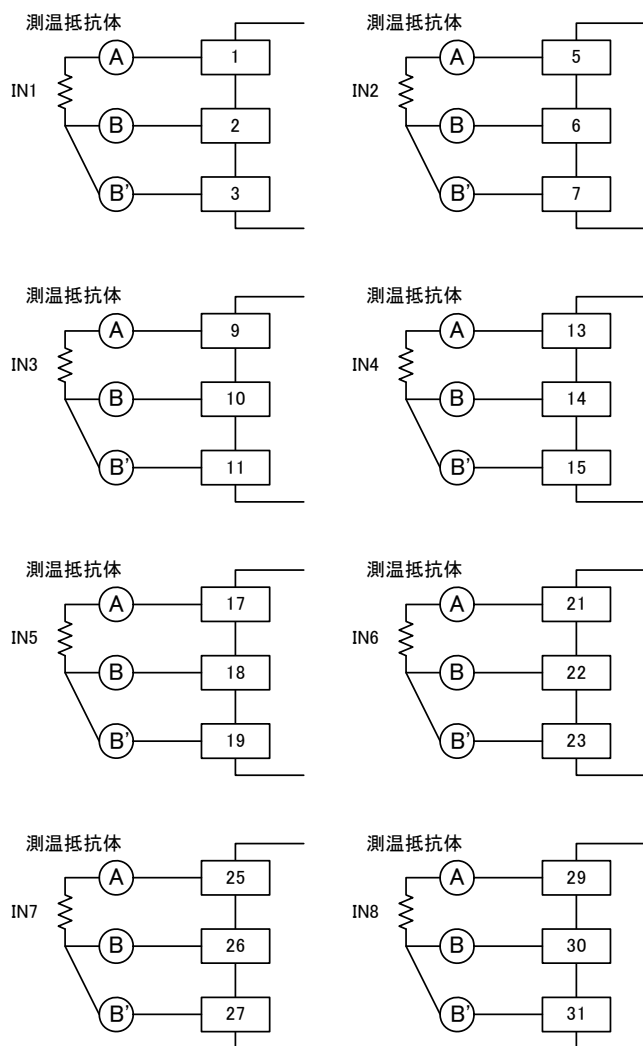 測温抵抗体
A 1
IN1
B 2
B' 3
測温抵抗体
A 5
IN2
B 6
B' 7
測温抵抗体
A 9
IN3
B 10
B' 11
測温抵抗体
A 13
IN4
B 14
B' 15
測温抵抗体
A 17
IN5
B 18
B' 19
測温抵抗体
A 21
IN6
B 22
B' 23
測温抵抗体
A 25
IN7
B 26
B' 27
測温抵抗体
A 29
IN8
B 30
B' 31